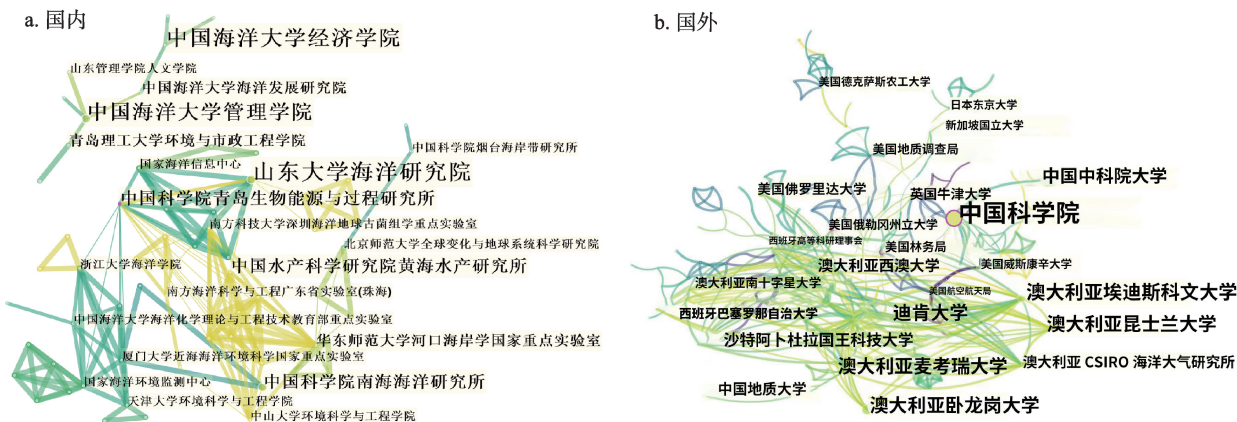 a. 国内
中国海洋大学经济学院
山东管理学院人文学院
中国海洋大学海洋发展研究院
中国海洋大学管理学院
青岛理工大学环境与市政工程学院
中国科学院烟台海岸带研究所
国家海洋信息中心
山东大学海洋研究院
中国科学院青岛生物能源与过程研究所
南方科技大学深圳海洋地球古菌组学重点实验室
北京师范大学全球变化与地球系统科学研究院
浙江大学海洋学院
中国水产科学研究院黄海水产研究所
南方海洋科学与工程广东省实验室(珠海)
中国海洋大学海洋化学理论与工程技术教育部重点实验室
华东师范大学河口海岸学国家重点实验室
厦门大学近海海洋环境科学国家重点实验室
国家海洋环境监测中心
中国科学院南海海洋研究所
天津大学环境科学与工程学院
中山大学环境科学与工程学院
b. 国外
美国德克萨斯农工大学
日本东京大学
新加坡国立大学
美国地质调查局
中国中科院大学
美国佛罗里达大学
英国牛津大学
中国科学院
美国俄勒冈州立大学
西班牙高等科研理事会
美国林务局
澳大利亚西澳大学
美国威斯康辛大学
澳大利亚南十字星大学
美国航空航天局
澳大利亚埃迪斯科文大学
西班牙巴塞罗那自治大学
迪肯大学
澳大利亚昆士兰大学
沙特阿卜杜拉国王科技大学
澳大利亚麦考瑞大学
澳大利亚 CSIRO 海洋大气研究所
中国地质大学
澳大利亚卧龙岗大学